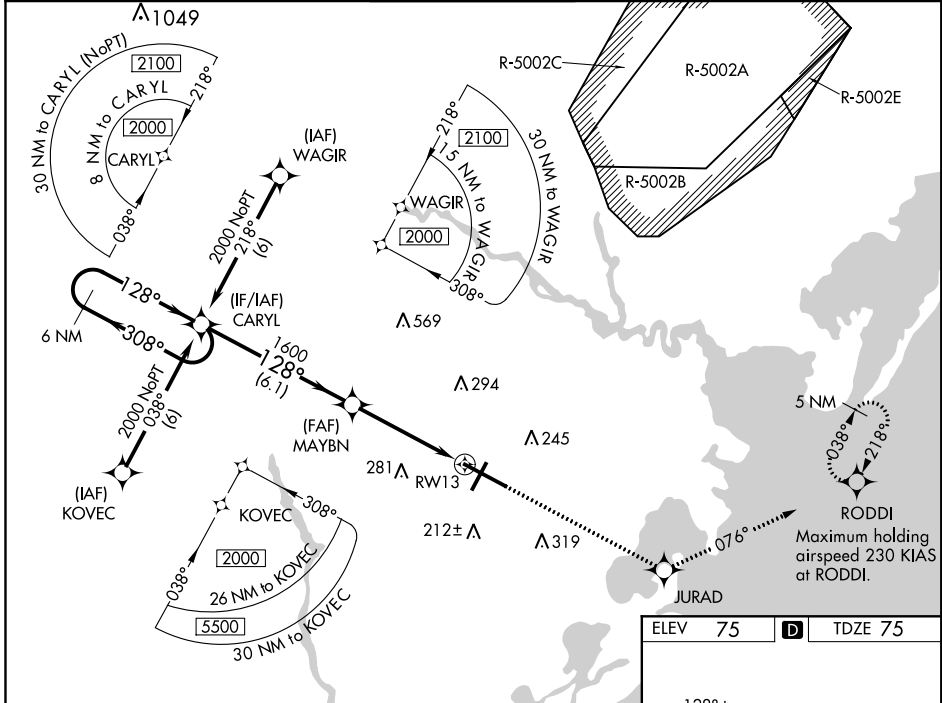 1049
30 NM to CARYL (NoPT)
2100
8 NM to CARYL
218°
2000
CARYL
038°
R-5002C
R-5002A
R-5002E
R-5002B
(IAF)
WAGIR
2000 NoPT
218°
(6)
218°
2100
30 NM to WAGIR
15 NM to WAGIR
WAGIR
2000
308°
128°
6 NM
308°
(IF/IAF)
CARYL
1600
128°
(6.1)
569
294
245
2000 NoPT
038°
(6)
(FAF)
MAYBN
281
RW13
212±
319
(IAF)
KOVEC
308°
KOVEC
038°
2000
26 NM to KOVEC
5500
30 NM to KOVEC
076°
JURAD
5 NM
038°
218°
RODDI
Maximum holding
airspeed 230 KIAS
at RODDI.
ELEV 75 D TDZE 75